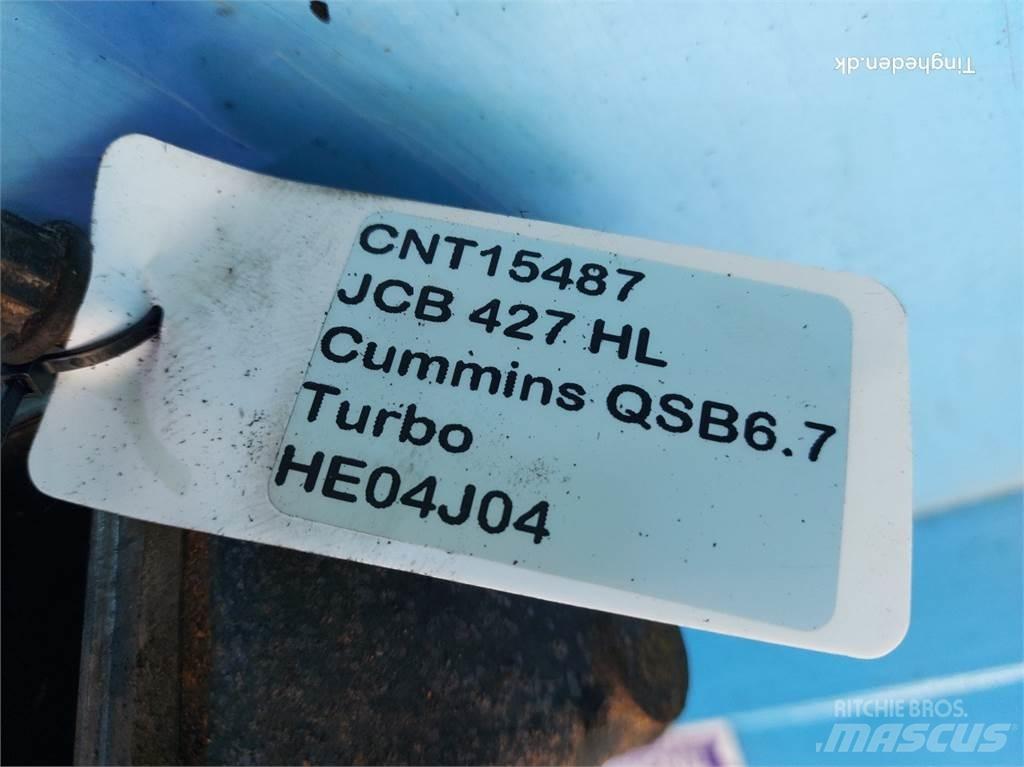 Tingheden.dk
CNT15487
JCB 427 HL
Cummins QSB6.7
Turbo
HE04J04
RITCHIE BROS.
MASCUS